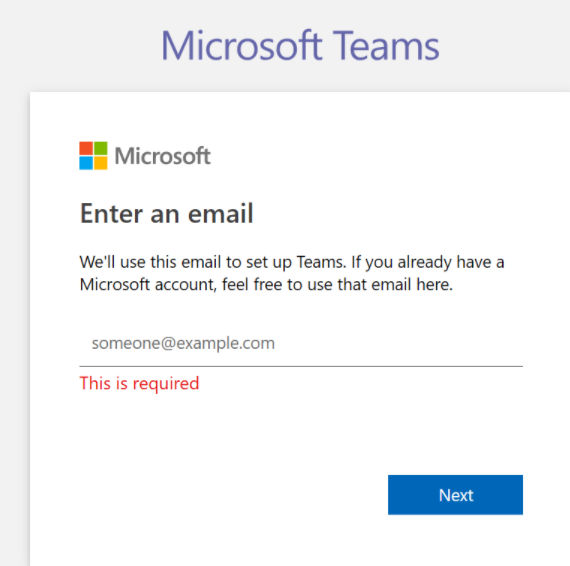 Microsoft Teams
Microsoft
Enter an email
We'll use this email to set up Teams. If you already have a
Microsoft account, feel free to use that email here.
someone@example.com
This is required
Next